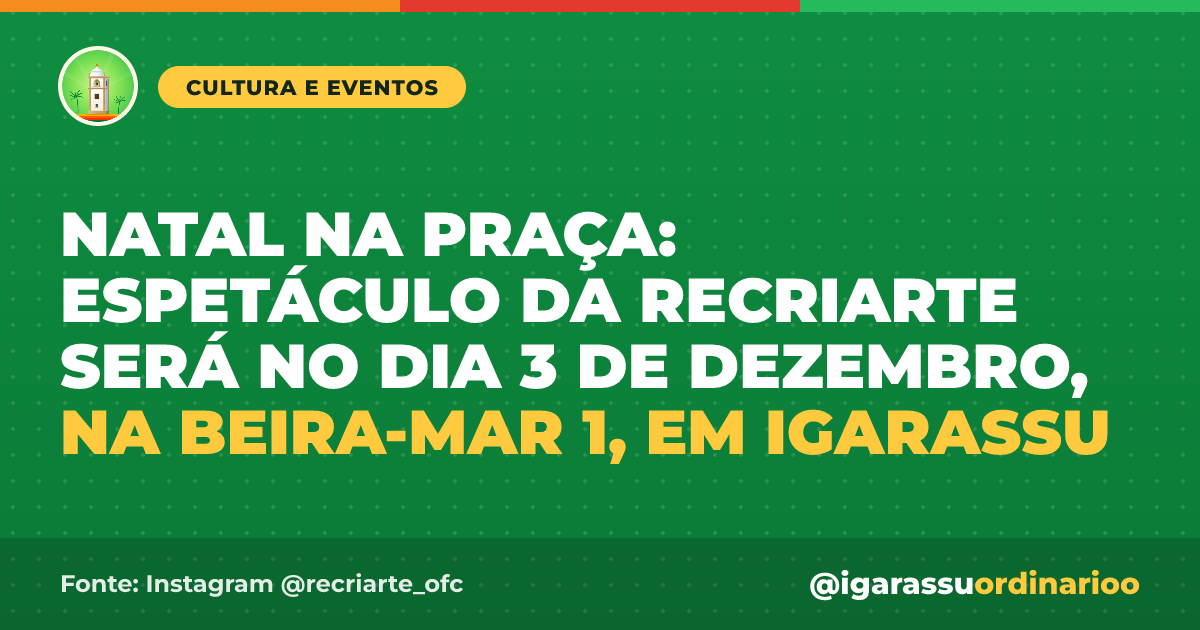 CULTURA E EVENTOS
NATAL NA PRAÇA:
ESPETÁCULO DA RECRIARTE
SERÁ NO DIA 3 DE DEZEMBRO,
NA BEIRA-MAR 1, EM IGARASSU
Fonte: Instagram @recriarte_ofc
@igarassuordinarioo